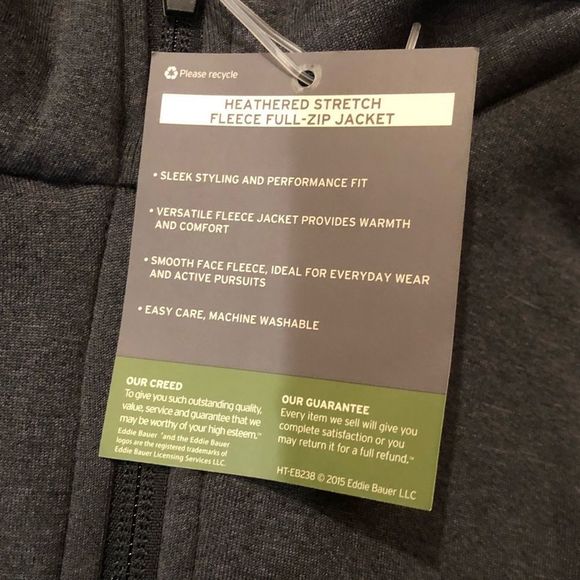 Please recycle
HEATHERED STRETCH
FLEECE FULL-ZIP JACKET
• SLEEK STYLING AND PERFORMANCE FIT
• VERSATILE FLEECE JACKET PROVIDES WARMTH
AND COMFORT
• SMOOTH FACE FLEECE, IDEAL FOR EVERYDAY WEAR
AND ACTIVE PURSUITS
• EASY CARE, MACHINE WASHABLE
OUR CREED
To give you such outstanding quality,
value, service and guarantee that we
may be worthy of your high esteem.™
Eddie Bauer® and the Eddie Bauer
logos are the registered trademarks of
Eddie Bauer Licensing Services LLC.
OUR GUARANTEE
Every item we sell will give you
complete satisfaction or you
may return it for a full refund.™
HT-EB238 © 2015 Eddie Bauer LLC